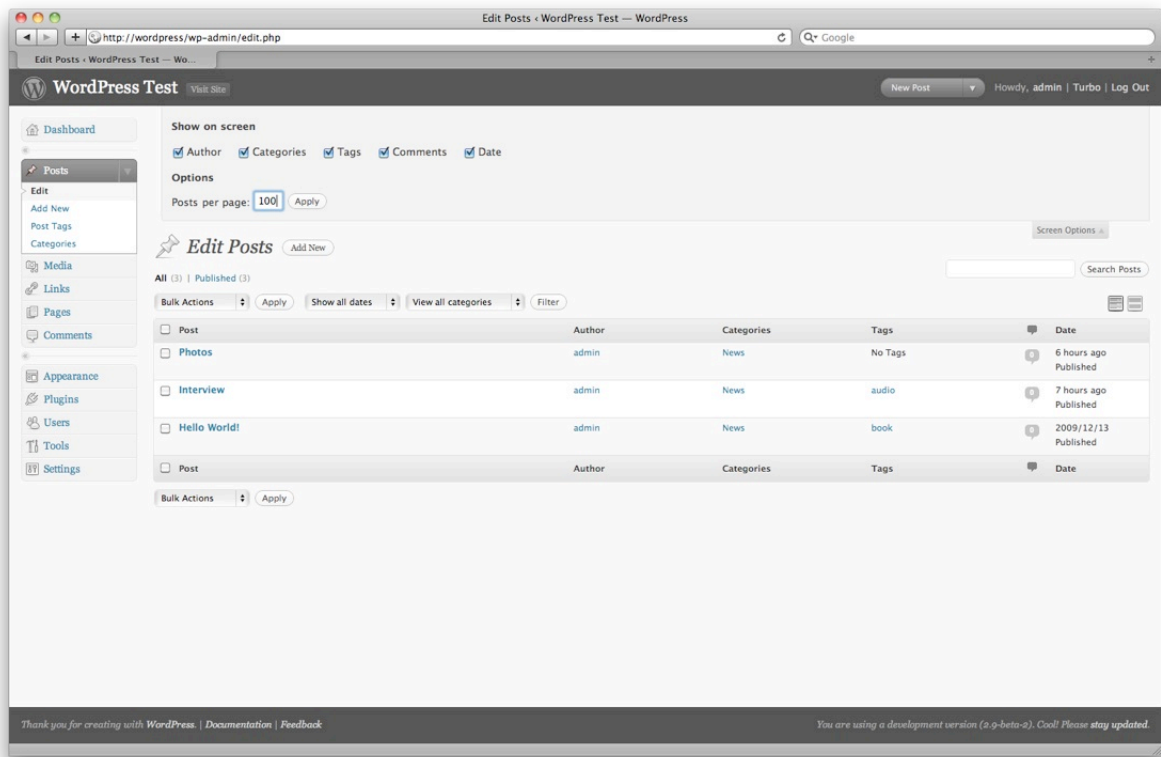 Edit Posts ‹ WordPress Test — WordPress
http://wordpress/wp-admin/edit.php
Google
Edit Posts ‹ WordPress Test — Wo...
WordPress Test Visit Site
New Post
Howdy, admin | Turbo | Log Out
Dashboard
Posts
Edit
Add New
Post Tags
Categories
Media
Links
Pages
Comments
Appearance
Plugins
Users
Tools
Settings
Show on screen
Author Categories Tags Comments Date
Options
Posts per page: 100 Apply
Screen Options
Edit Posts Add New
Search Posts
All (3) | Published (3)
Bulk Actions Apply Show all dates View all categories Filter
Post Author Categories Tags Date
Photos admin News No Tags 0 6 hours ago
Published
Interview admin News audio 0 7 hours ago
Published
Hello World! admin News book 0 2009/12/13
Published
Post Author Categories Tags Date
Bulk Actions Apply
Thank you for creating with WordPress. | Documentation | Feedback
You are using a development version (2.9-beta-2). Cool! Please stay updated.